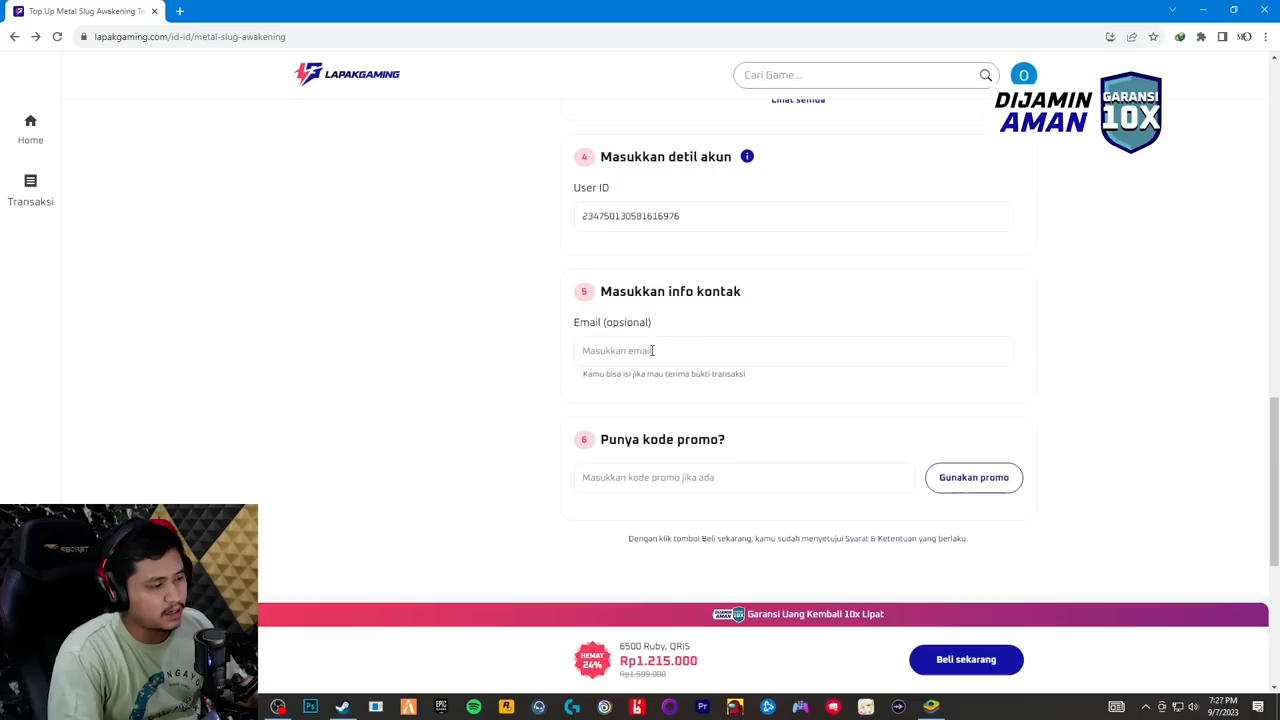 Top Up Metal Slug Awakening Te
lapakgaming.com/id-id/metal-slug-awakening
LAPAKGAMING
Cari Game...
O
DIJAMIN
AMAN
GARANSI
10X
Home
Transaksi
Lihat semua
4 Masukkan detil akun
User ID
234750130581616976
5 Masukkan info kontak
Email (opsional)
Masukkan email
Kamu bisa isi jika mau terima bukti transaksi
6 Punya kode promo?
Masukkan kode promo jika ada
Gunakan promo
Dengan klik tombol Beli sekarang, kamu sudah menyetujui Syarat & Ketentuan yang berlaku.
DIJAMIN AMAN Garansi Uang Kembali 10x Lipat
HEMAT
24%
6500 Ruby, QRIS
Rp1.215.000
Rp1.599.000
Beli sekarang
ENG
7:27 PM
9/7/2023